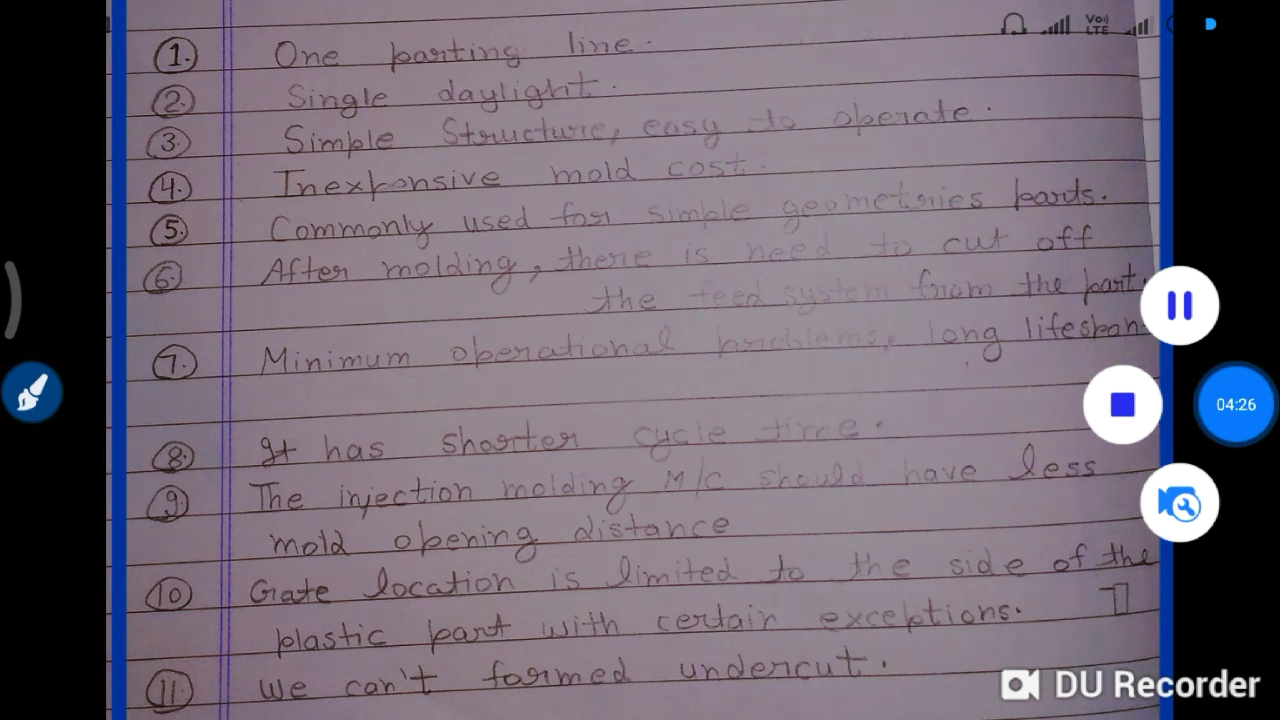 1. One parting line.
2. Single daylight.
3. Simple Structure, easy to operate.
4. Inexpensive mold cost.
5. Commonly used for simple geometries parts.
6. After molding, there is need to cut off
the feed system from the part.
7. Minimum operational problems, long lifespan
8. It has shorter cycle time.
9. The injection molding M/C should have less
mold opening distance
10. Gate location is limited to the side of the
plastic part with certain exceptions.
11. We can't formed undercut.
Vo) LTE
04:26
DU Recorder